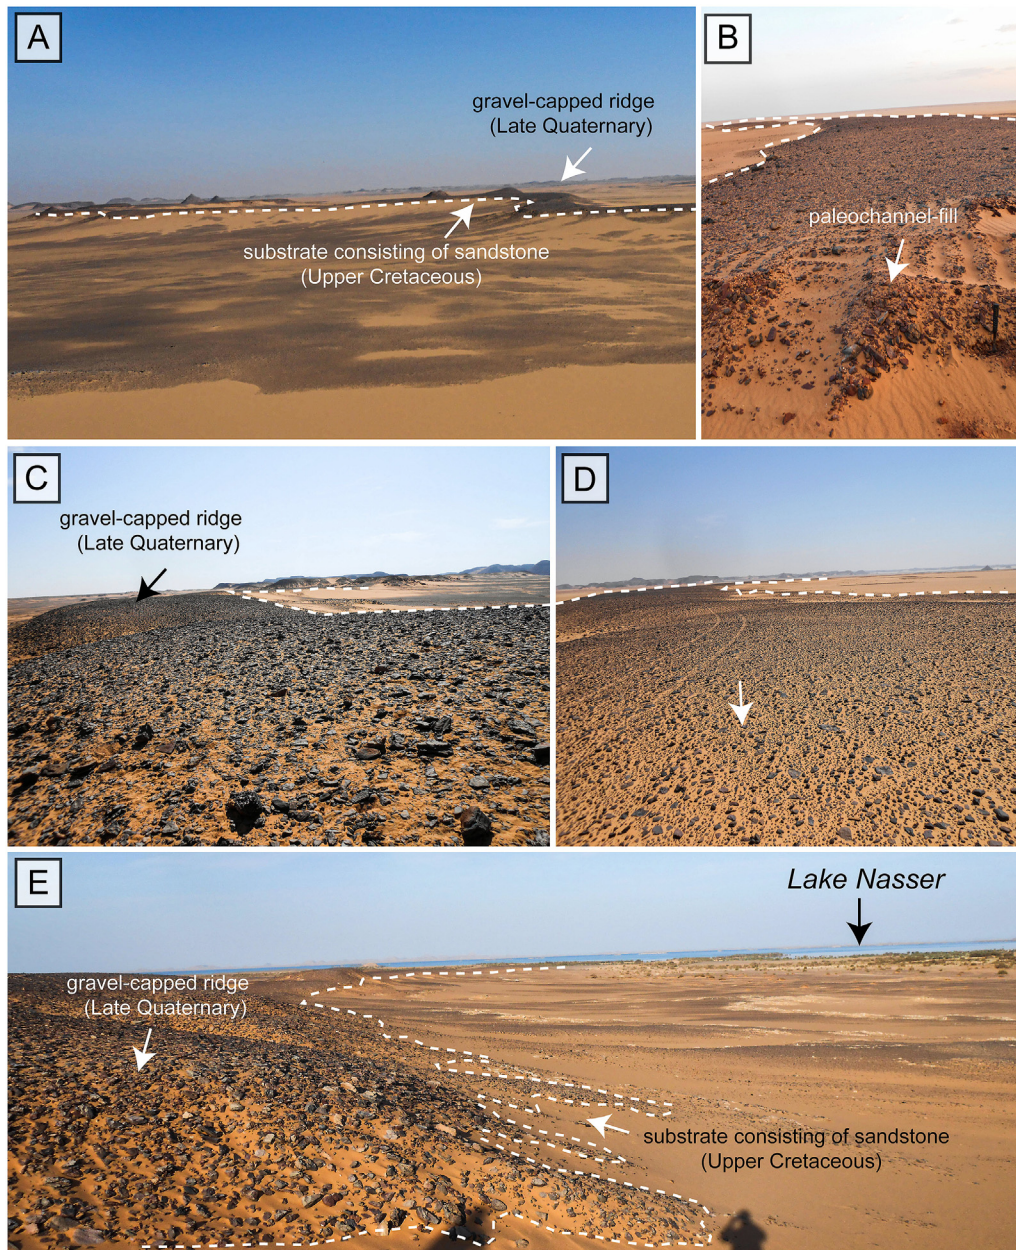 A
gravel-capped ridge
(Late Quaternary)
substrate consisting of sandstone
(Upper Cretaceous)
B
paleochannel-fill
C
gravel-capped ridge
(Late Quaternary)
D
E
Lake Nasser
gravel-capped ridge
(Late Quaternary)
substrate consisting of sandstone
(Upper Cretaceous)